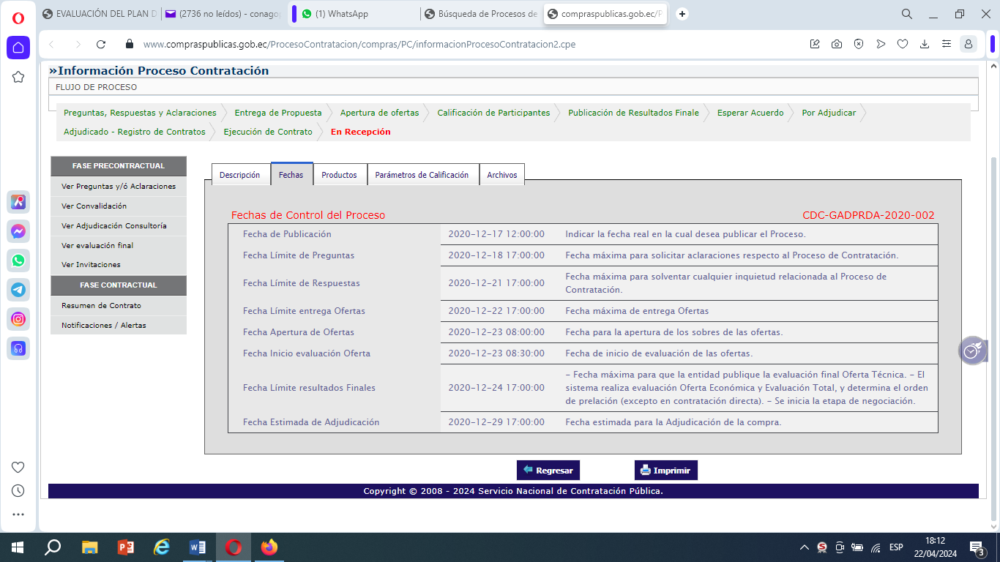 EVALUACIÓN DEL PLAN D
(2736 no leídos) - conago
(1) WhatsApp
Búsqueda de Procesos de
compraspublicas.gob.ec/P
www.compraspublicas.gob.ec/ProcesoContratacion/compras/PC/informacionProcesoContratacion2.cpe
»Información Proceso Contratación
FLUJO DE PROCESO
Preguntas, Respuestas y Aclaraciones Entrega de Propuesta Apertura de ofertas Calificación de Participantes Publicación de Resultados Finale Esperar Acuerdo Por Adjudicar
Adjudicado - Registro de Contratos Ejecución de Contrato En Recepción
FASE PRECONTRACTUAL
Ver Preguntas y/ó Aclaraciones
Ver Convalidación
Ver Adjudicación Consultoría
Ver evaluación final
Ver Invitaciones
FASE CONTRACTUAL
Resumen de Contrato
Notificaciones / Alertas
Descripción Fechas Productos Parámetros de Calificación Archivos
Fechas de Control del Proceso CDC-GADPRDA-2020-002
Fecha de Publicación 2020-12-17 12:00:00 Indicar la fecha real en la cual desea publicar el Proceso.
Fecha Límite de Preguntas 2020-12-18 17:00:00 Fecha máxima para solicitar aclaraciones respecto al Proceso de Contratación.
Fecha Límite de Respuestas 2020-12-21 17:00:00 Fecha máxima para solventar cualquier inquietud relacionada al Proceso de
Contratación.
Fecha Límite entrega Ofertas 2020-12-22 17:00:00 Fecha máxima de entrega Ofertas
Fecha Apertura de Ofertas 2020-12-23 08:00:00 Fecha para la apertura de los sobres de las ofertas.
Fecha Inicio evaluación Oferta 2020-12-23 08:30:00 Fecha de inicio de evaluación de las ofertas.
Fecha Límite resultados Finales 2020-12-24 17:00:00 - Fecha máxima para que la entidad publique la evaluación final Oferta Técnica. - El
sistema realiza evaluación Oferta Económica y Evaluación Total, y determina el orden
de prelación (excepto en contratación directa). - Se inicia la etapa de negociación.
Fecha Estimada de Adjudicación 2020-12-29 17:00:00 Fecha estimada para la Adjudicación de la compra.
Regresar Imprimir
Copyright © 2008 - 2024 Servicio Nacional de Contratación Pública.
ESP
18:12
22/04/2024
3